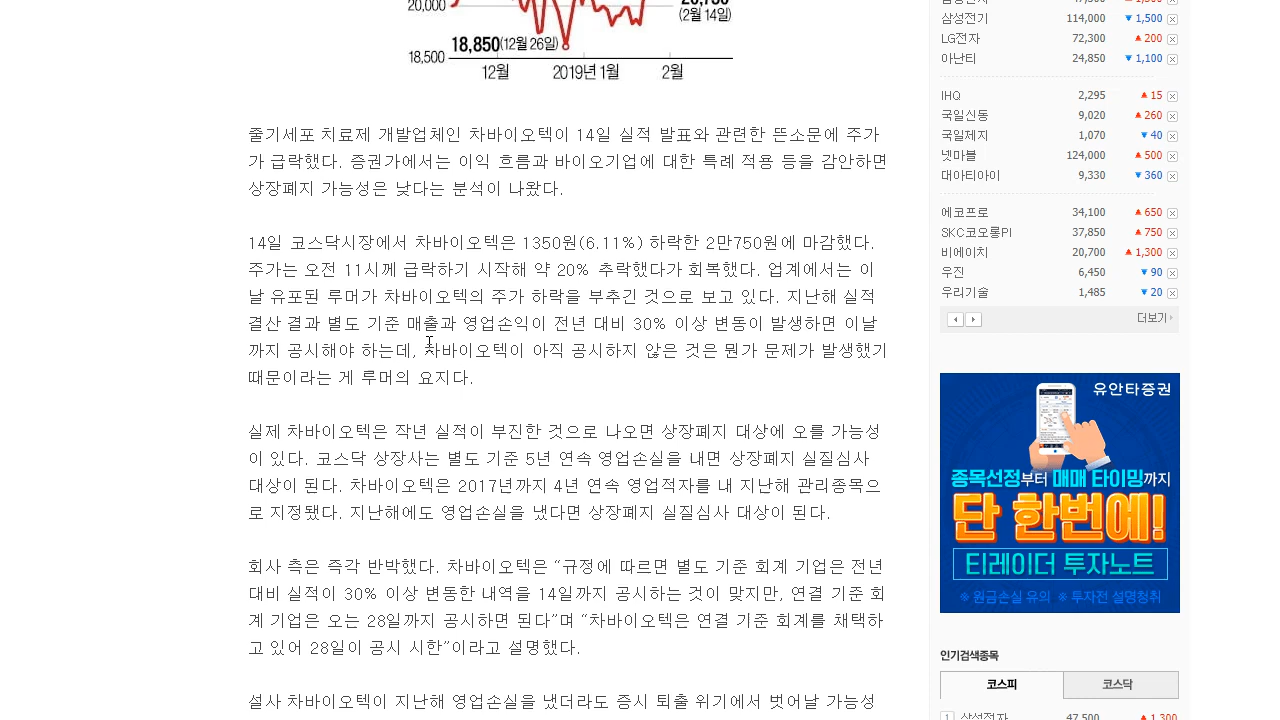 20,000
(2월 14일)
18,850(12월 26일)
18,500
12월
2019년 1월
2월
줄기세포 치료제 개발업체인 차바이오텍이 14일 실적 발표와 관련한 뜬소문에 주가
가 급락했다. 증권가에서는 이익 흐름과 바이오기업에 대한 특례 적용 등을 감안하면
상장폐지 가능성은 낮다는 분석이 나왔다.
14일 코스닥시장에서 차바이오텍은 1350원(6.11%) 하락한 2만750원에 마감했다.
주가는 오전 11시께 급락하기 시작해 약 20% 추락했다가 회복했다. 업계에서는 이
날 유포된 루머가 차바이오텍의 주가 하락을 부추긴 것으로 보고 있다. 지난해 실적
결산 결과 별도 기준 매출과 영업손익이 전년 대비 30% 이상 변동이 발생하면 이날
까지 공시해야 하는데, 차바이오텍이 아직 공시하지 않은 것은 뭔가 문제가 발생했기
때문이라는 게 루머의 요지다.
실제 차바이오텍은 작년 실적이 부진한 것으로 나오면 상장폐지 대상에 오를 가능성
이 있다. 코스닥 상장사는 별도 기준 5년 연속 영업손실을 내면 상장폐지 실질심사
대상이 된다. 차바이오텍은 2017년까지 4년 연속 영업적자를 내 지난해 관리종목으
로 지정됐다. 지난해에도 영업손실을 냈다면 상장폐지 실질심사 대상이 된다.
회사 측은 즉각 반박했다. 차바이오텍은 “규정에 따르면 별도 기준 회계 기업은 전년
대비 실적이 30% 이상 변동한 내역을 14일까지 공시하는 것이 맞지만, 연결 기준 회
계 기업은 오는 28일까지 공시하면 된다”며 “차바이오텍은 연결 기준 회계를 채택하
고 있어 28일이 공시 시한”이라고 설명했다.
설사 차바이오텍이 지난해 영업손실을 냈더라도 증시 퇴출 위기에서 벗어날 가능성
삼성전기 114,000 ▼ 1,500
LG전자 72,300 ▲ 200
아난티 24,850 ▼ 1,100
IHQ 2,295 ▲ 15
국일신동 9,020 ▲ 260
국일제지 1,070 ▼ 40
넷마블 124,000 ▲ 500
대아티아이 9,330 ▼ 360
에코프로 34,100 ▲ 650
SKC코오롱PI 37,850 ▲ 750
비에이치 20,700 ▲ 1,300
우진 6,450 ▼ 90
우리기술 1,485 ▼ 20
더보기
유안타증권
종목선정부터 매매 타이밍까지
단 한번에!
티레이더 투자노트
※ 원금손실 유의 ※ 투자전 설명청취
인기검색종목
코스피 코스닥
1 삼성전자 47,500 ▲ 1,300